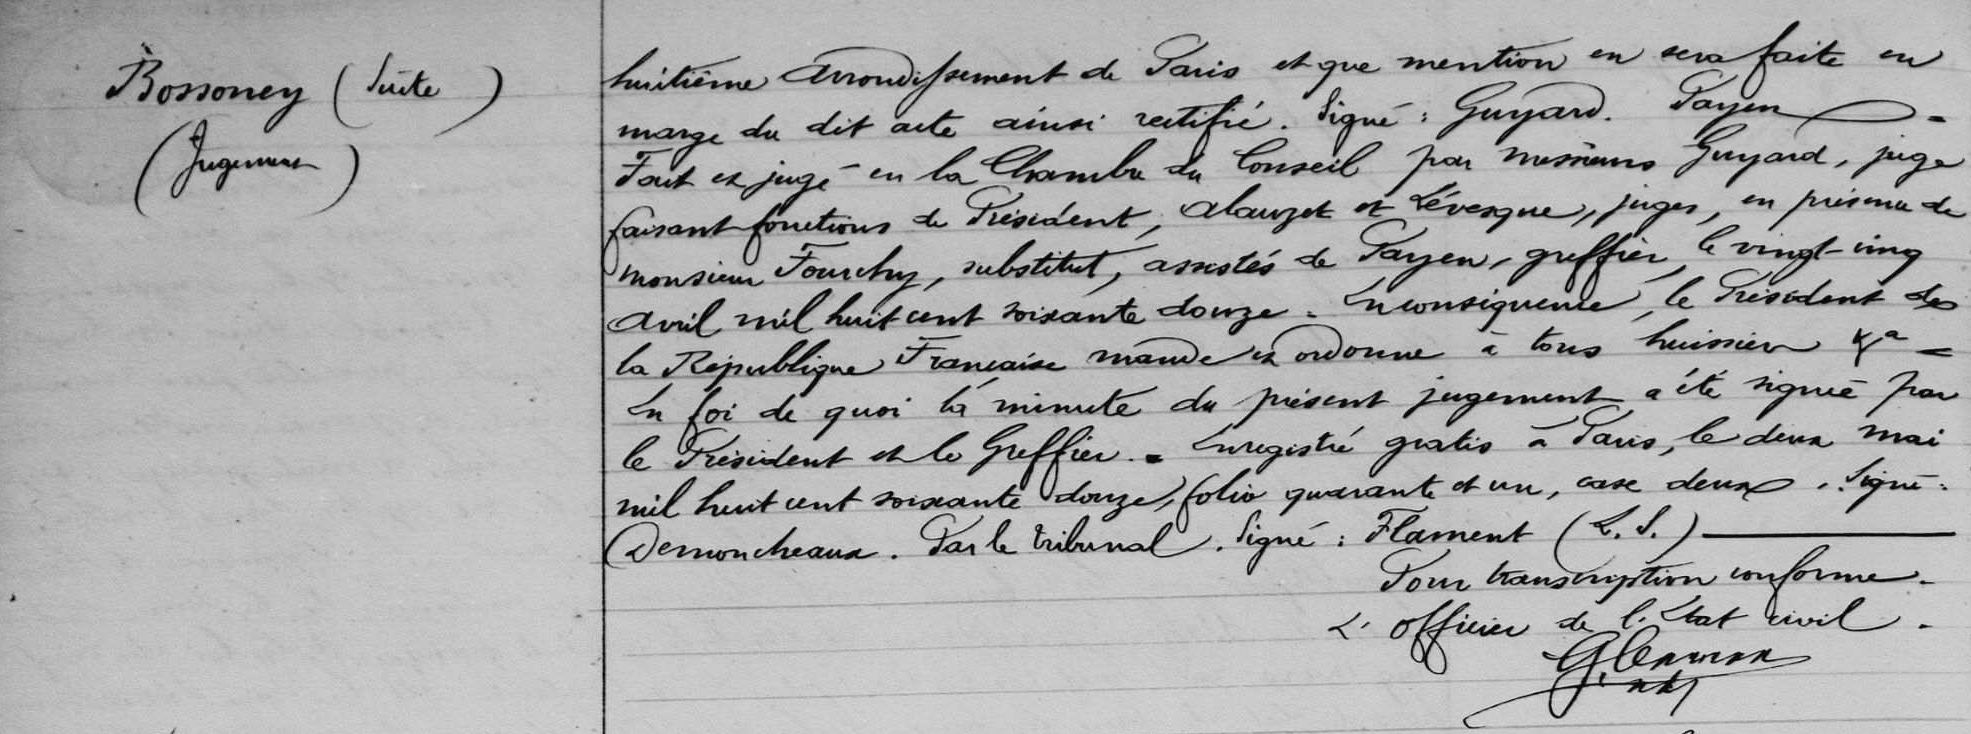 Bossoney (Suite)
(Jugement)
huitième arrondissement de Paris et que mention en sera faite en
marge du dit acte ainsi rectifié. Signé : Guyard. Payen -
Fait et jugé en la Chambre du Conseil par messieurs Guyard, juge
faisant fonctions de Président, Alauzet et Lévesque, juges, en présence de
monsieur Fourchy, substitut, assistés de Payen, greffier, le vingt-cinq
avril mil huit cent soixante douze. En conséquence, le Président de
la République Française mande et ordonne à tous huissiers &a -
En foi de quoi la minute du présent jugement a été signée par
le Président et le Greffier. - Enregistré gratis à Paris, le deux mai
mil huit cent soixante douze, folio quarante et un, case deux. Signé :
Demoncheaux. Par le tribunal. Signé : Flament (L.S.)
Pour transcription conforme -
L'officier de l'Etat civil.